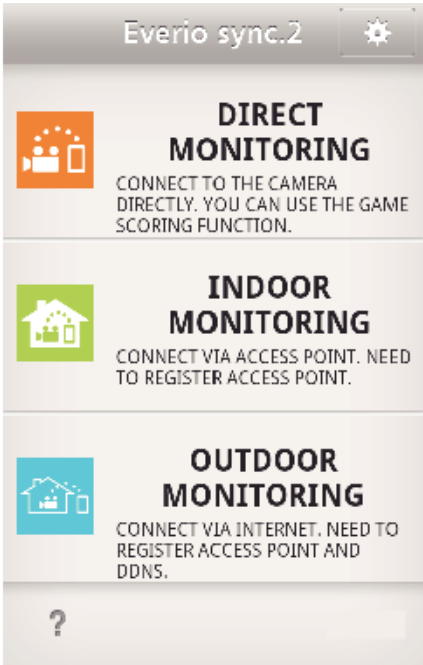 Everio sync.2
DIRECT
MONITORING
CONNECT TO THE CAMERA
DIRECTLY. YOU CAN USE THE GAME
SCORING FUNCTION.
INDOOR
MONITORING
CONNECT VIA ACCESS POINT. NEED
TO REGISTER ACCESS POINT.
OUTDOOR
MONITORING
CONNECT VIA INTERNET. NEED TO
REGISTER ACCESS POINT AND
DDNS.
?